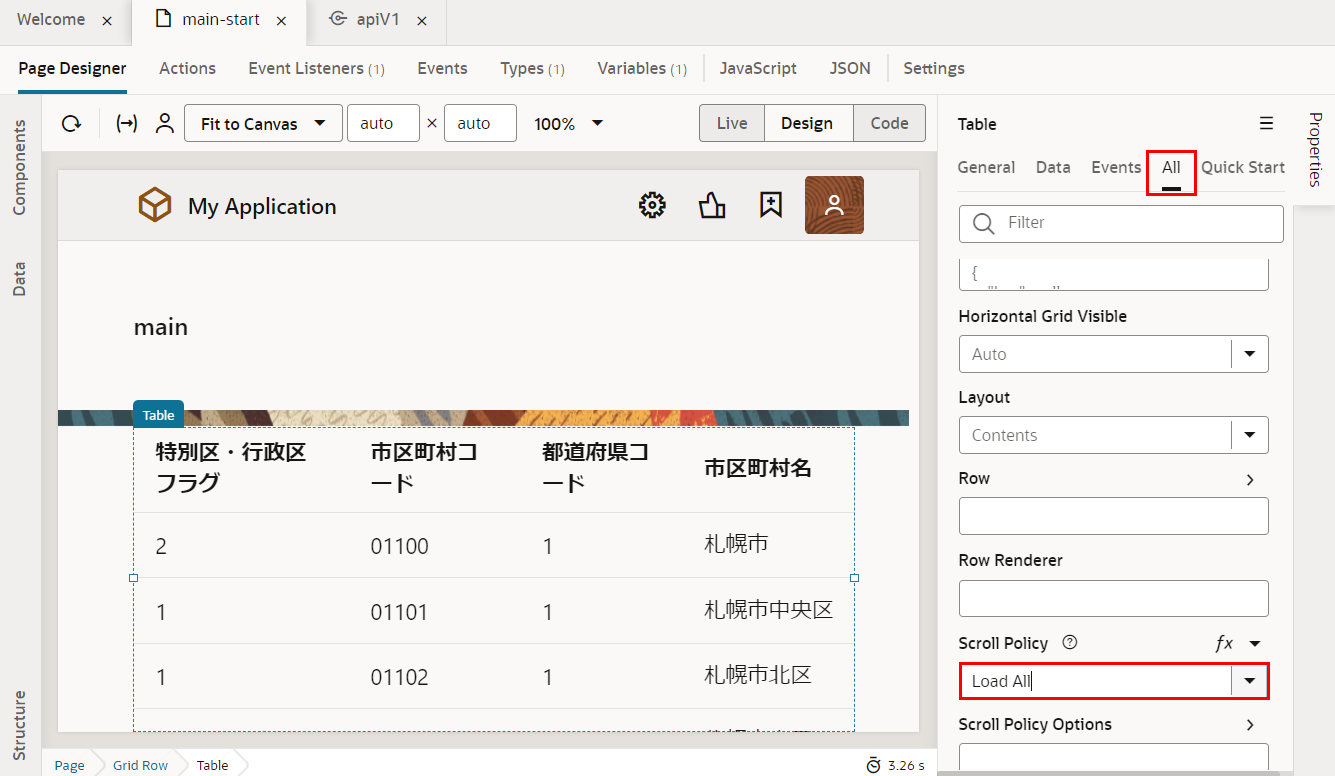 Welcome ×
main-start ×
apiV1 ×
Page Designer
Actions
Event Listeners (1)
Events
Types (1)
Variables (1)
JavaScript
JSON
Settings
Components
Data
Structure
Fit to Canvas
auto
×
auto
100%
Live
Design
Code
My Application
main
Table
特別区・行政区フラグ
市区町村コード
都道府県コード
市区町村名
2
01100
1
札幌市
1
01101
1
札幌市中央区
1
01102
1
札幌市北区
Page
Grid Row
Table
3.26 s
Table
General
Data
Events
All
Quick Start
Filter
{
Horizontal Grid Visible
Auto
Layout
Contents
Row
Row Renderer
Scroll Policy
fx
Load All
Scroll Policy Options
Properties